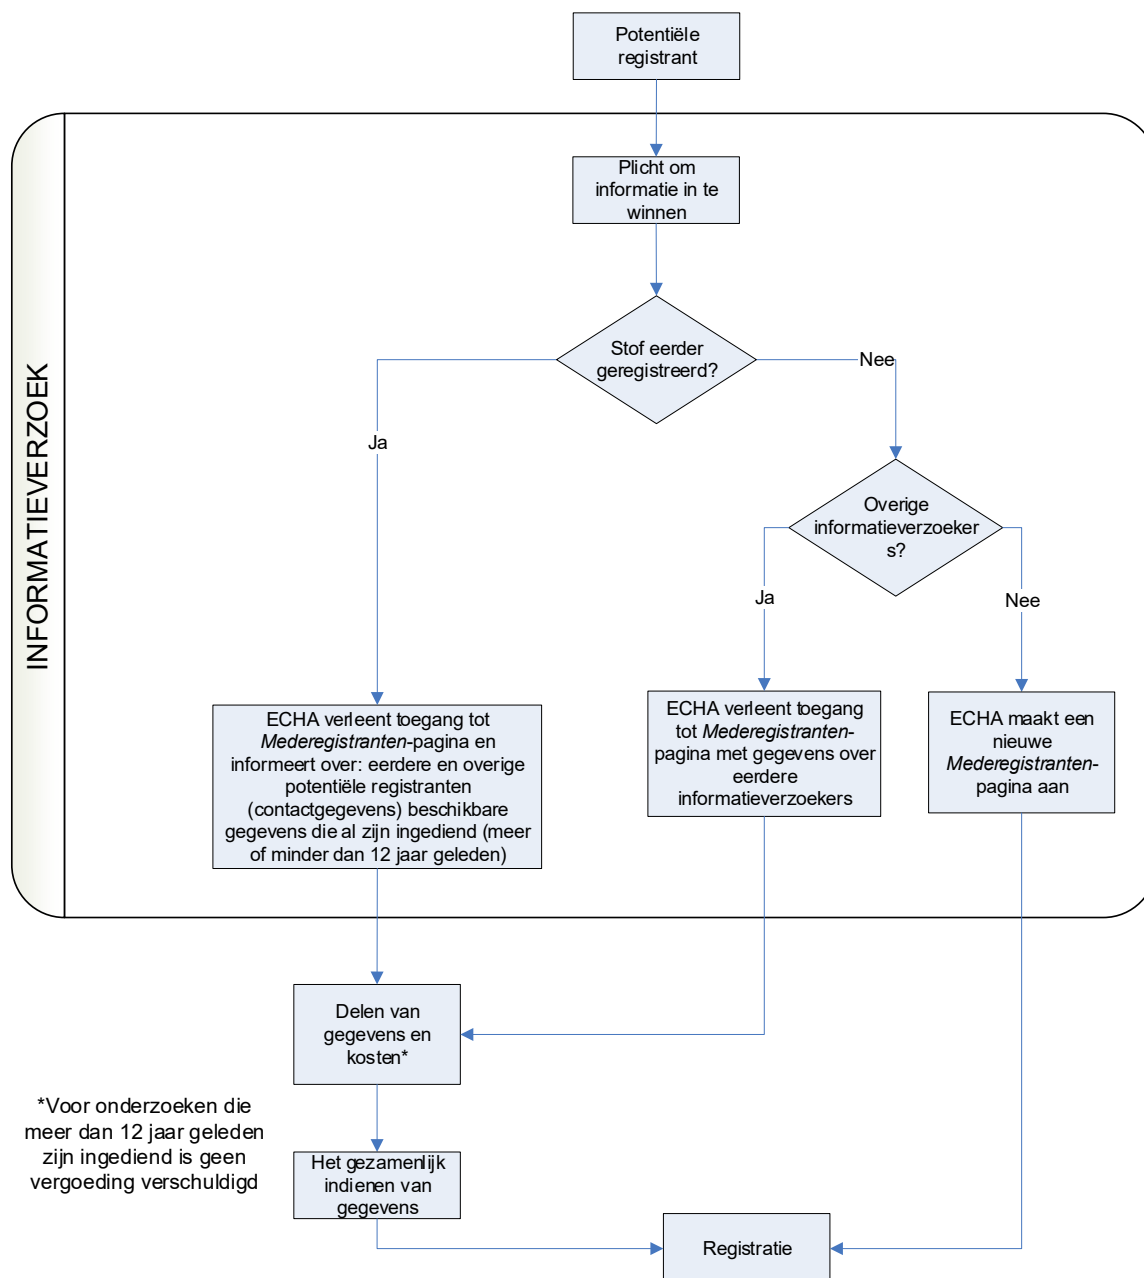 Potentiële
registrant
INFORMATIEVERZOEK
Plicht om
informatie in te
winnen
Stof eerder
geregistreerd?
Nee
Ja
Overige
informatieverzoeker
s?
Ja
Nee
ECHA verleent toegang tot
Mederegistranten-pagina en
informeert over: eerdere en overige
potentiële registranten
(contactgegevens) beschikbare
gegevens die al zijn ingediend (meer
of minder dan 12 jaar geleden)
ECHA verleent toegang
tot Mederegistranten-
pagina met gegevens over
eerdere
informatieverzoekers
ECHA maakt een
nieuwe
Mederegistranten-
pagina aan
Delen van
gegevens en
kosten*
*Voor onderzoeken die
meer dan 12 jaar geleden
zijn ingediend is geen
vergoeding verschuldigd
Het gezamenlijk
indienen van
gegevens
Registratie